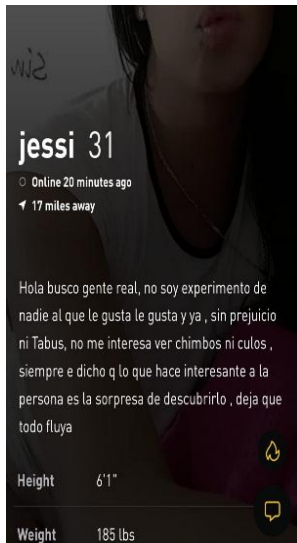 jessi 31
Online 20 minutes ago
17 miles away
Hola busco gente real, no soy experimento de
nadie al que le gusta le gusta y ya , sin prejuicio
ni Tabus, no me interesa ver chimbos ni culos ,
siempre e dicho q lo que hace interesante a la
persona es la sorpresa de descubrirlo , deja que
todo fluya
Height 6'1"
Weight 185 lbs